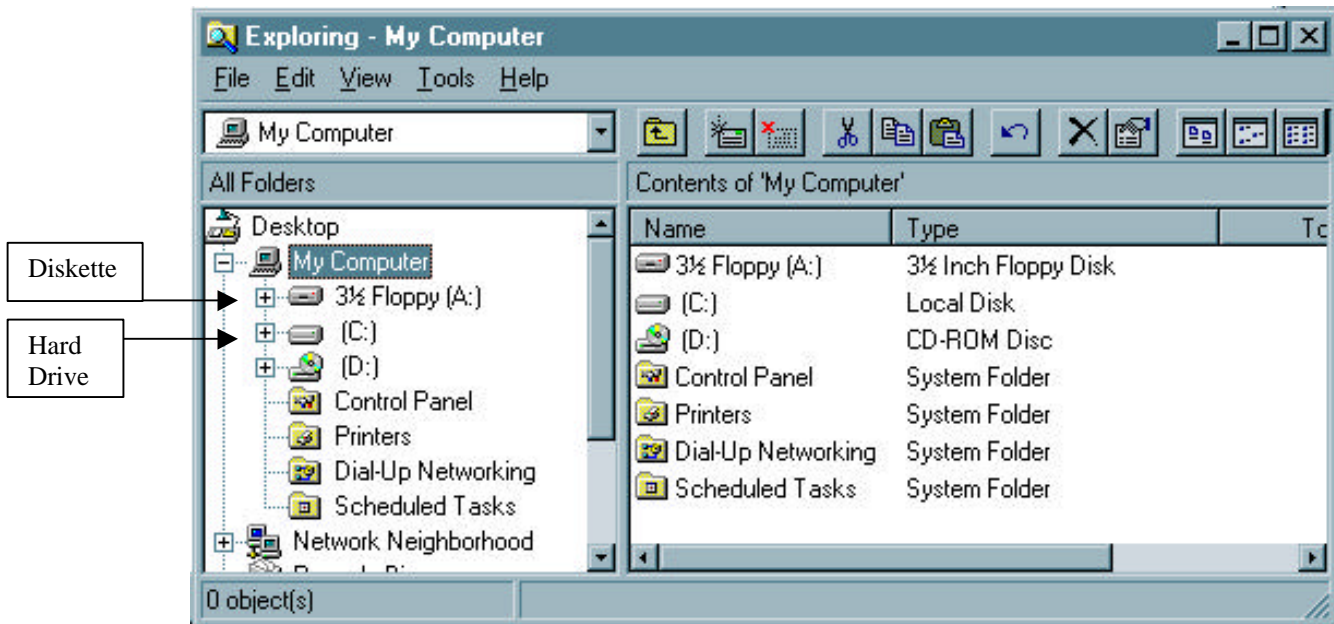 Exploring - My Computer
File Edit View Tools Help
My Computer
All Folders
Contents of 'My Computer'
Desktop
My Computer
3½ Floppy (A:)
(C:)
(D:)
Control Panel
Printers
Dial-Up Networking
Scheduled Tasks
Network Neighborhood
Name Type
3½ Floppy (A:) 3½ Inch Floppy Disk
(C:) Local Disk
(D:) CD-ROM Disc
Control Panel System Folder
Printers System Folder
Dial-Up Networking System Folder
Scheduled Tasks System Folder
0 object(s)
Diskette
Hard
Drive